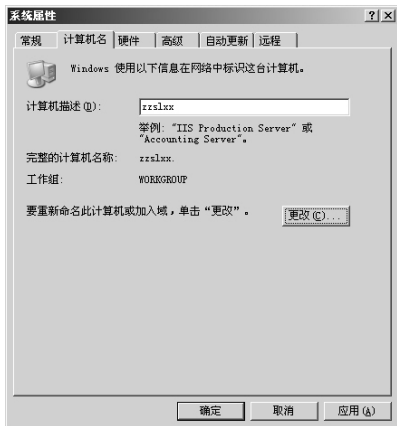 系统属性
? ×
常规 计算机名 硬件 高级 自动更新 远程
Windows 使用以下信息在网络中标识这台计算机。
计算机描述(D): zzslxx
举例: "IIS Production Server" 或
"Accounting Server"。
完整的计算机名称: zzslxx.
工作组: WORKGROUP
要重新命名此计算机或加入域，单击“更改”。 更改(C)...
确定 取消 应用(A)